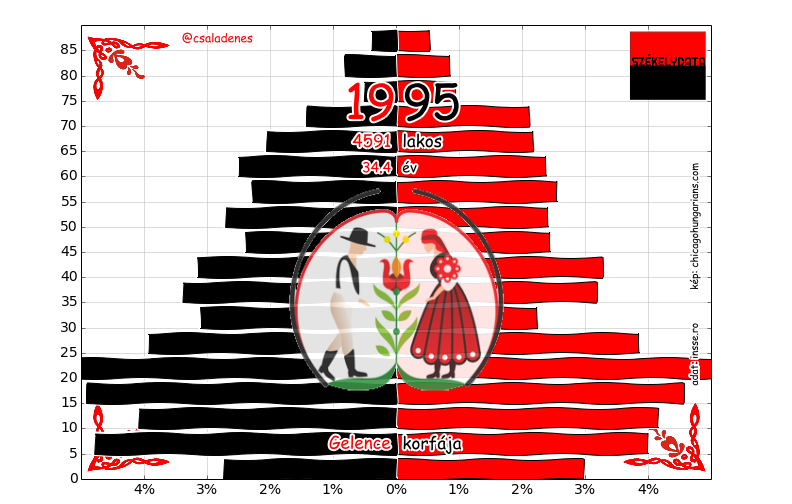 @csaladenes
SZÉKELYDATA
1995
4591 lakos
34.4 év
kép: chicagohungarians.com
adat: insse.ro
Gelence korfája
85
80
75
70
65
60
55
50
45
40
35
30
25
20
15
10
5
0
4% 3% 2% 1% 0% 1% 2% 3% 4%